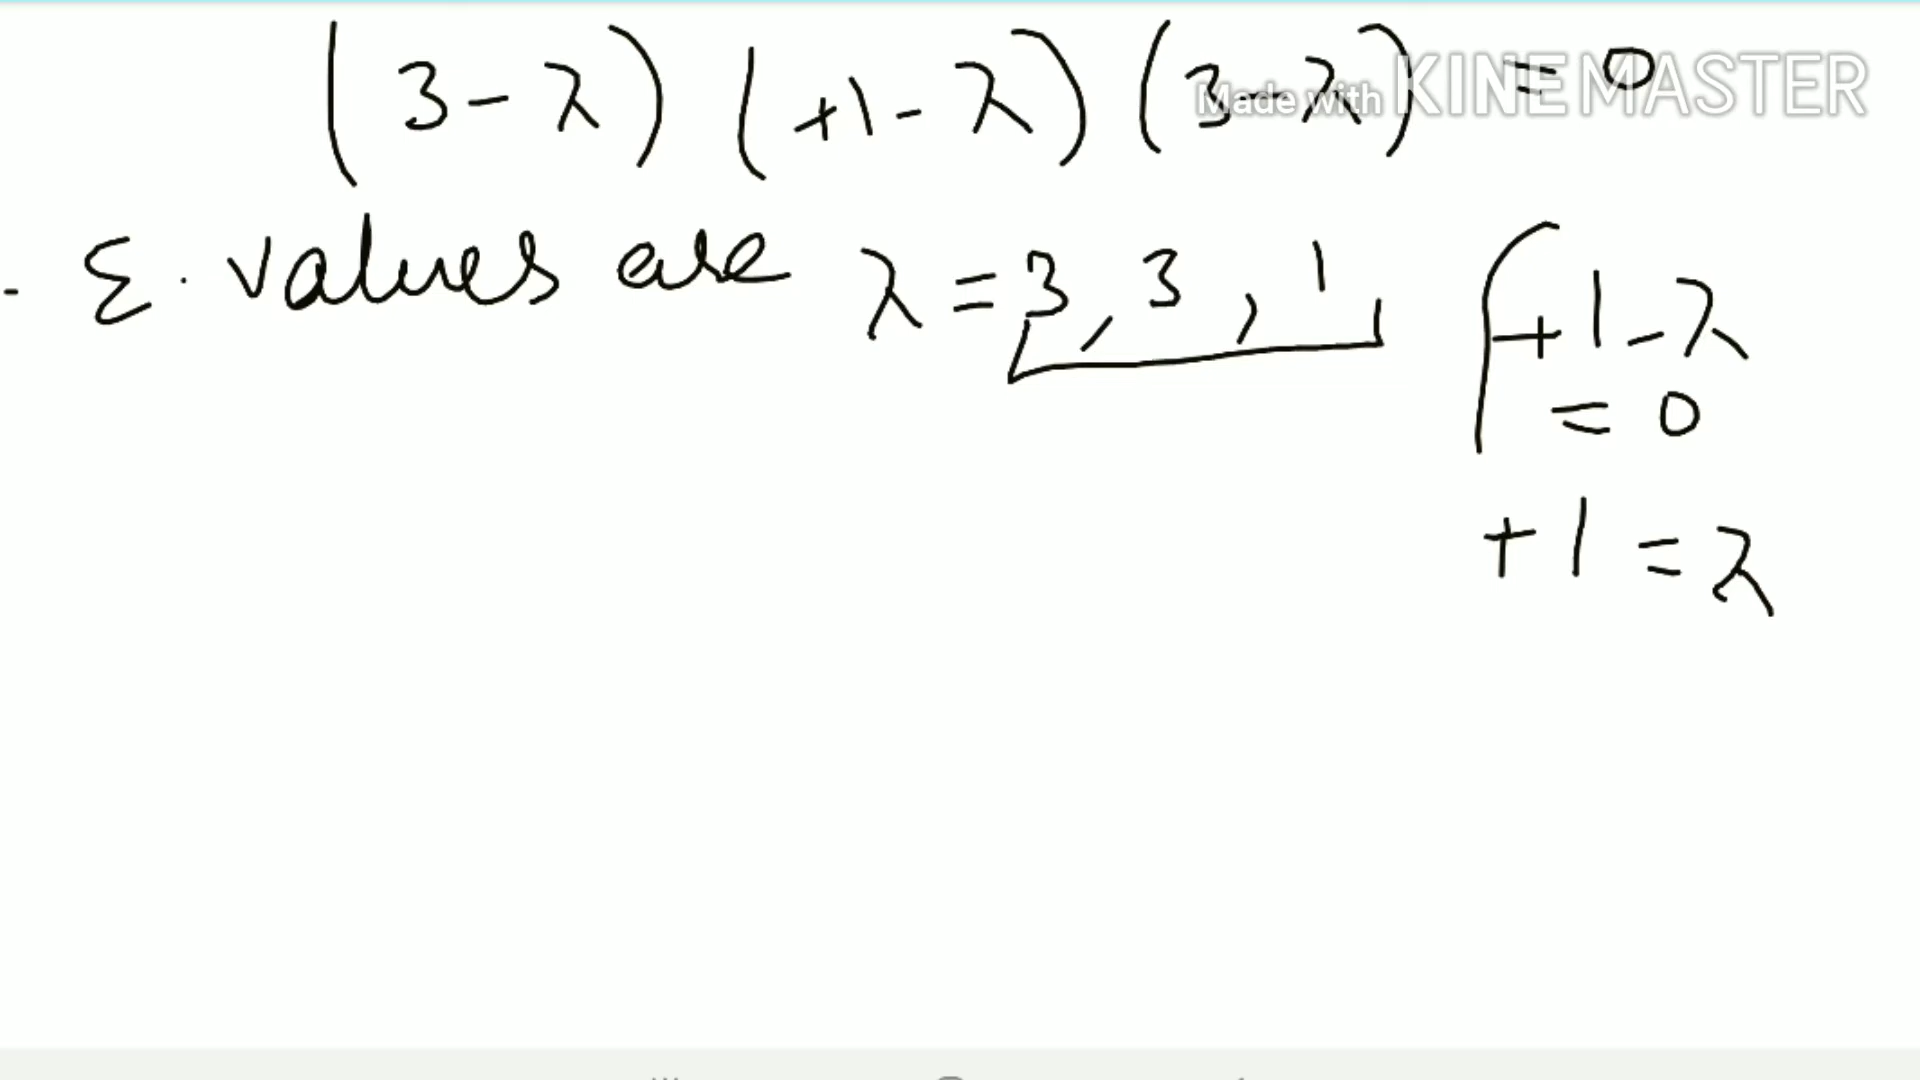 (3-λ) (+1-λ) (3-λ) = 0
Made with KINEMASTER
- E. values are λ = 3, 3, 1,
+1-λ
= 0
+1 = λ